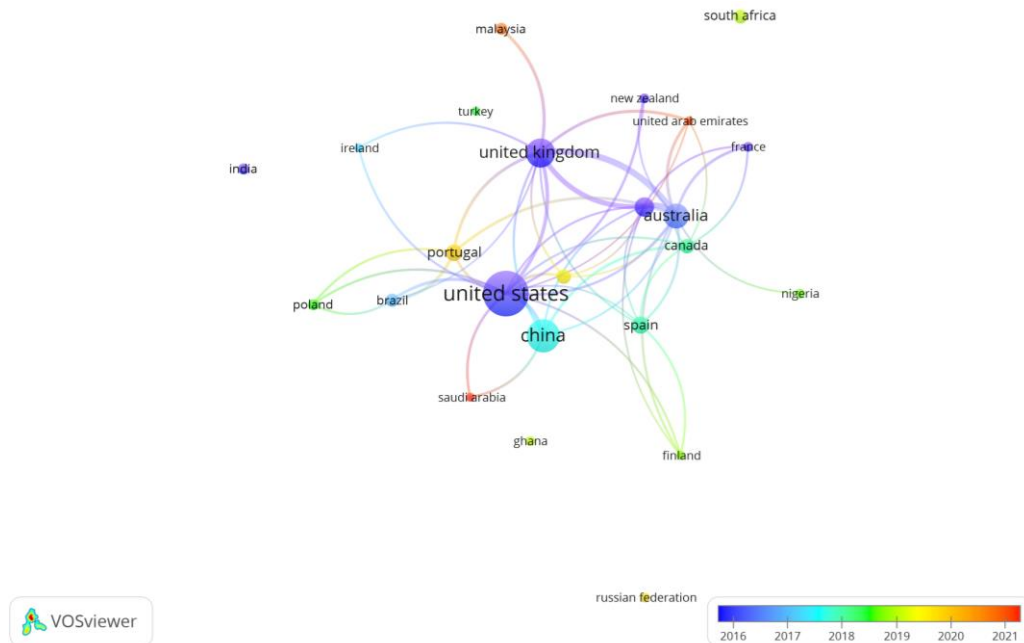 south africa
malaysia
new zealand
turkey
united arab emirates
ireland
france
united kingdom
india
australia
canada
portugal
united states
nigeria
brazil
poland
spain
china
saudi arabia
ghana
finland
russian federation
VOSviewer
2016 2017 2018 2019 2020 2021